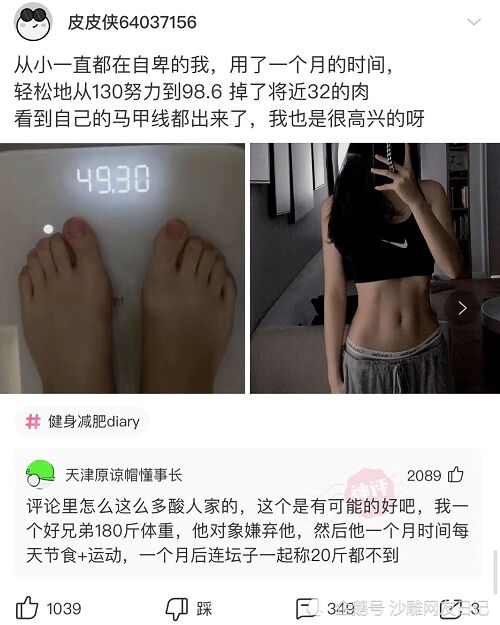 皮皮侠64037156
从小一直都在自卑的我，用了一个月的时间，
轻松地从130努力到98.6 掉了将近32的肉
看到自己的马甲线都出来了，我也是很高兴的呀
49.30
# 健身减肥diary
天津原谅帽懂事长
2089
神评
评论里怎么这么多酸人家的，这个是有可能的好吧，我一
个好兄弟180斤体重，他对象嫌弃他，然后他一个月时间每
天节食+运动，一个月后连坛子一起称20斤都不到
1039
踩
349
3
企鹅号 沙雕网友日记